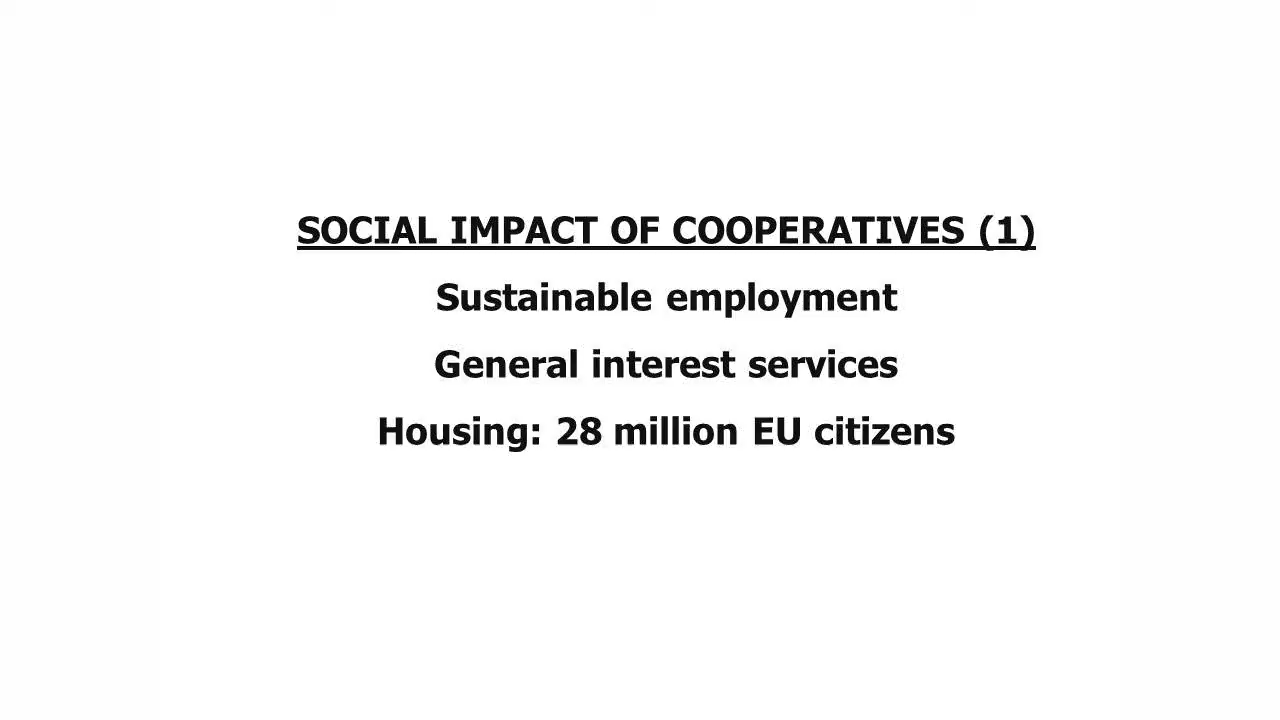 SOCIAL IMPACT OF COOPERATIVES (1)
Sustainable employment
General interest services
Housing: 28 million EU citizens